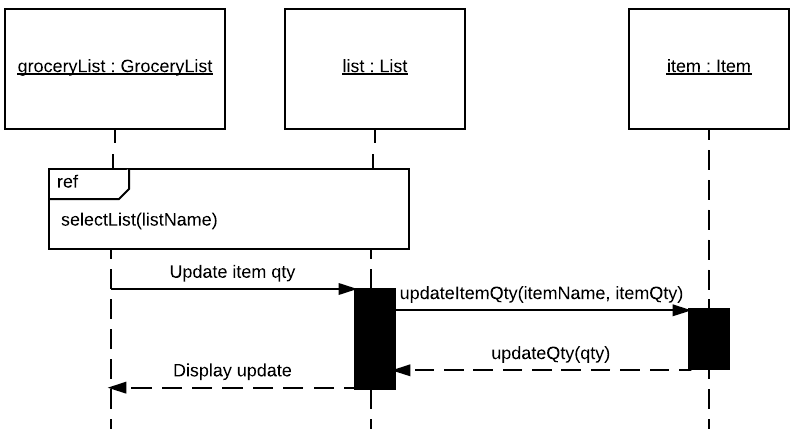 groceryList : GroceryList
list : List
item : Item
ref
selectList(listName)
Update item qty
updateItemQty(itemName, itemQty)
updateQty(qty)
Display update